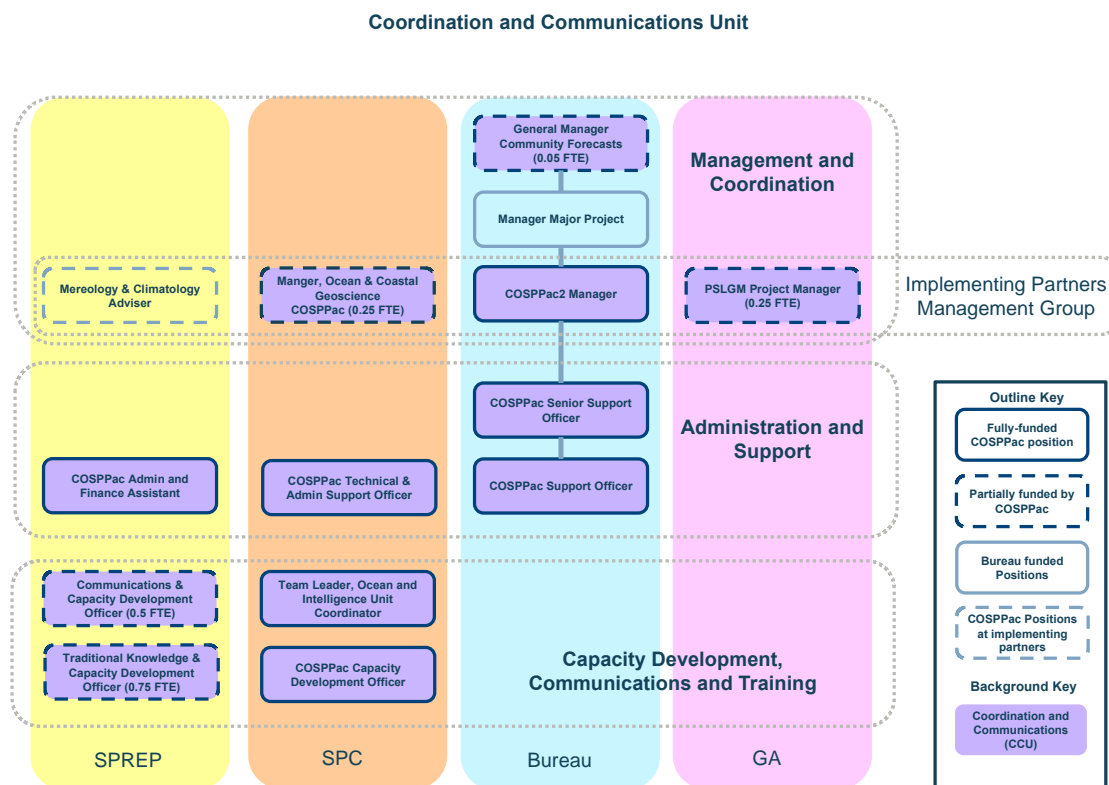 Coordination and Communications Unit
General Manager
Community Forecasts
(0.05 FTE)
Management and
Coordination
Manager Major Project
Mereology & Climatology
Adviser
Manger, Ocean & Coastal
Geoscience
COSPPac (0.25 FTE)
COSPPac2 Manager
PSLGM Project Manager
(0.25 FTE)
Implementing Partners
Management Group
COSPPac Senior Support
Officer
Administration and
Support
COSPPac Admin and
Finance Assistant
COSPPac Technical &
Admin Support Officer
COSPPac Support Officer
Communications &
Capacity Development
Officer (0.5 FTE)
Team Leader, Ocean and
Intelligence Unit
Coordinator
Traditional Knowledge &
Capacity Development
Officer (0.75 FTE)
COSPPac Capacity
Development Officer
Capacity Development,
Communications and Training
SPREP
SPC
Bureau
GA
Outline Key
Fully-funded
COSPPac position
Partially funded by
COSPPac
Bureau funded
Positions
COSPPac Positions
at implementing
partners
Background Key
Coordination and
Communications
(CCU)